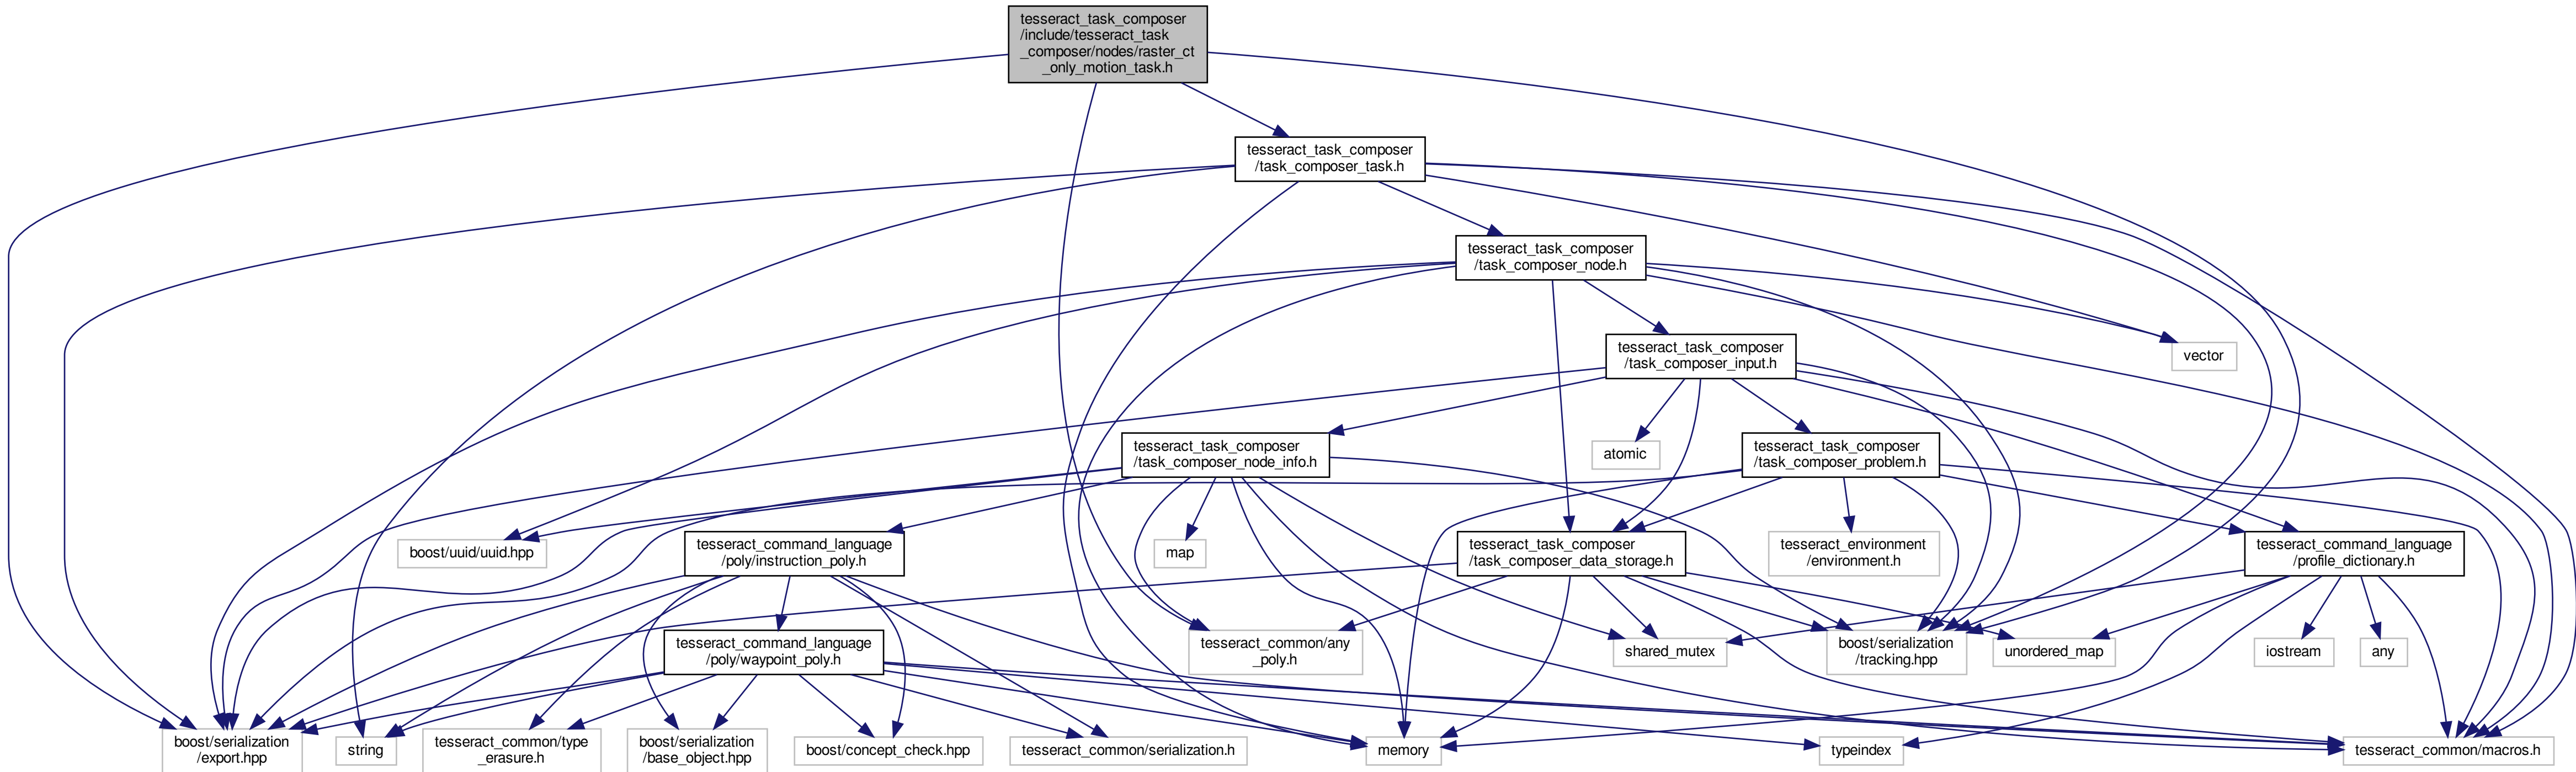 tesseract_task_composer
/include/tesseract_task
_composer/nodes/raster_ct
_only_motion_task.h
tesseract_task_composer
/task_composer_task.h
tesseract_task_composer
/task_composer_node.h
tesseract_task_composer
/task_composer_input.h
vector
tesseract_task_composer
/task_composer_node_info.h
atomic
tesseract_task_composer
/task_composer_problem.h
boost/uuid/uuid.hpp
tesseract_command_language
/poly/instruction_poly.h
map
tesseract_task_composer
/task_composer_data_storage.h
tesseract_environment
/environment.h
tesseract_command_language
/profile_dictionary.h
tesseract_command_language
/poly/waypoint_poly.h
tesseract_common/any
_poly.h
shared_mutex
boost/serialization
/tracking.hpp
unordered_map
iostream
any
boost/serialization
/export.hpp
string
tesseract_common/type
_erasure.h
boost/serialization
/base_object.hpp
boost/concept_check.hpp
tesseract_common/serialization.h
memory
typeindex
tesseract_common/macros.h